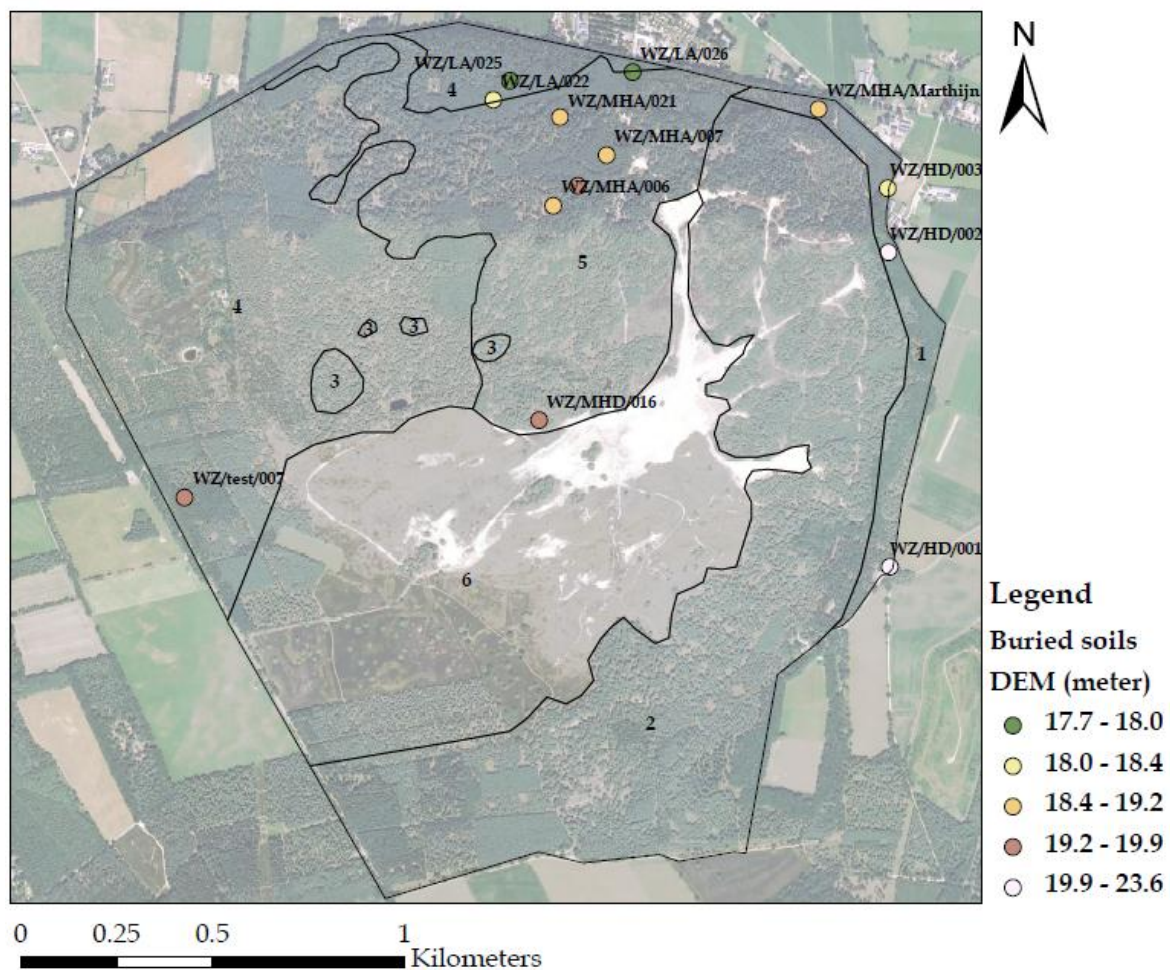 N
WZ/LA/026
WZ/LA/025
WZ/LA/022
4
WZ/MHA/Marthijn
WZ/MHA/021
WZ/MHA/007
WZ/HD/003
WZ/MHA/006
WZ/HD/002
5
4
3
3
3
1
3
WZ/MHD/016
WZ/test/007
WZ/HD/001
6
2
Legend
Buried soils
DEM (meter)
17.7 - 18.0
18.0 - 18.4
18.4 - 19.2
19.2 - 19.9
19.9 - 23.6
0 0.25 0.5 1
Kilometers